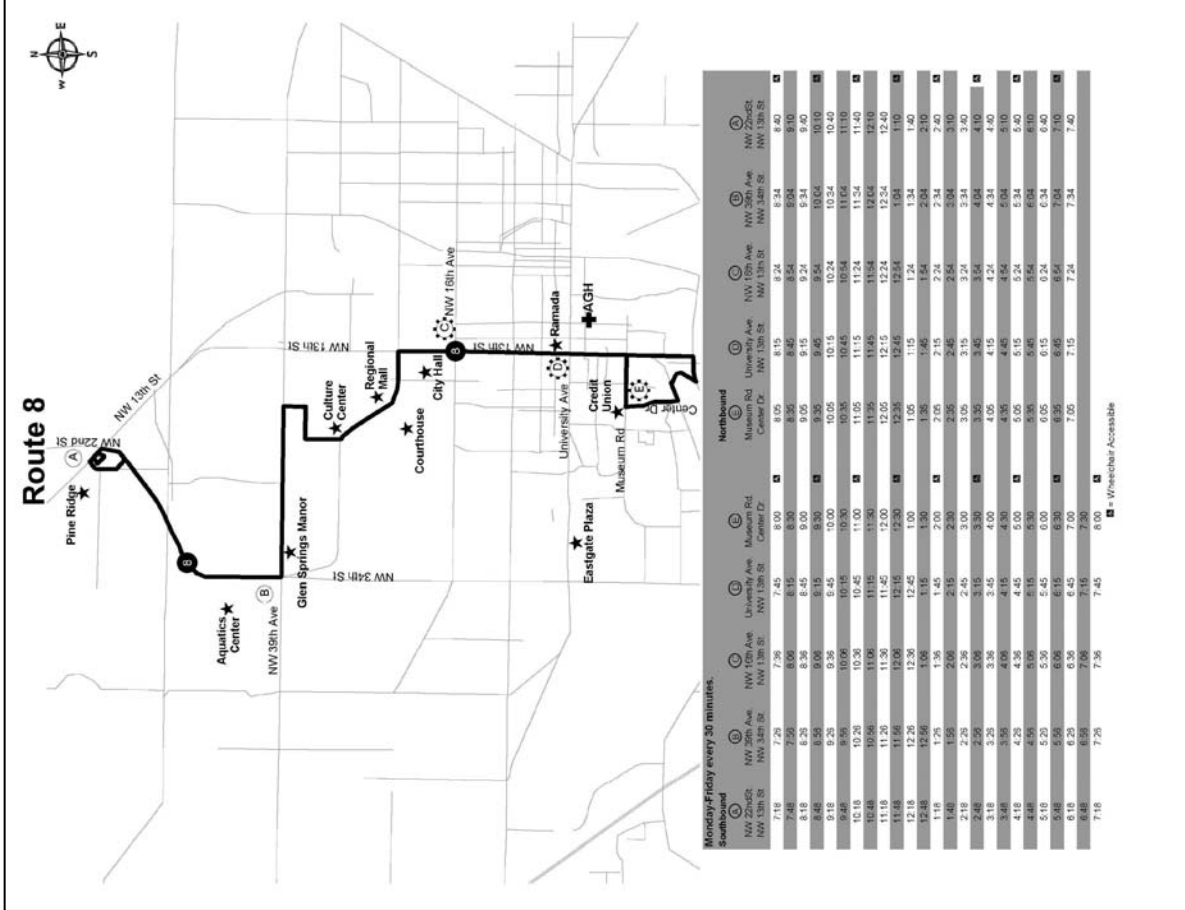 Route 8
N
W E
S
Pine Ridge
A
NW 22nd St
NW 13th St
8
Aquatics
Center
B
NW 39th Ave
Glen Springs Manor
NW 34th St
Culture
Center
NW 13th St
Regional
Mall
Courthouse
City Hall
C
NW 16th Ave
8
NW 13th St
University Ave
D
Ramada
Eastgate Plaza
AGH
Museum Rd
Credit
Union
E
Center Dr
Monday-Friday every 30 minutes.
Southbound Northbound
A B C D E E D C B A
NW 22ndSt. NW 39th Ave. NW 16th Ave. University Ave. Museum Rd. Museum Rd. University Ave. NW 16th Ave. NW 39th Ave. NW 22ndSt.
NW 13th St NW 34th St NW 13th St. NW 13th St. Center Dr. Center Dr. NW 13th St. NW 13th St. NW 34th St NW 13th St
7:18 7:26 7:36 7:45 8:00 8:05 8:15 8:24 8:34 8:40
7:48 7:56 8:06 8:15 8:30 8:35 8:45 8:54 9:04 9:10
8:18 8:26 8:36 8:45 9:00 9:05 9:15 9:24 9:34 9:40
8:48 8:56 9:06 9:15 9:30 9:35 9:45 9:54 10:04 10:10
9:18 9:26 9:36 9:45 10:00 10:05 10:15 10:24 10:34 10:40
9:48 9:56 10:06 10:15 10:30 10:35 10:45 10:54 11:04 11:10
10:18 10:26 10:36 10:45 11:00 11:05 11:15 11:24 11:34 11:40
10:48 10:56 11:06 11:15 11:30 11:35 11:45 11:54 12:04 12:10
11:18 11:26 11:36 11:45 12:00 12:05 12:15 12:24 12:34 12:40
11:48 11:56 12:06 12:15 12:30 12:35 12:45 12:54 1:04 1:10
12:18 12:26 12:36 12:45 1:00 1:05 1:15 1:24 1:34 1:40
12:48 12:56 1:06 1:15 1:30 1:35 1:45 1:54 2:04 2:10
1:18 1:26 1:36 1:45 2:00 2:05 2:15 2:24 2:34 2:40
1:48 1:56 2:06 2:15 2:30 2:35 2:45 2:54 3:04 3:10
2:18 2:26 2:36 2:45 3:00 3:05 3:15 3:24 3:34 3:40
2:48 2:56 3:06 3:15 3:30 3:35 3:45 3:54 4:04 4:10
3:18 3:26 3:36 3:45 4:00 4:05 4:15 4:24 4:34 4:40
3:48 3:56 4:06 4:15 4:30 4:35 4:45 4:54 5:04 5:10
4:18 4:26 4:36 4:45 5:00 5:05 5:15 5:24 5:34 5:40
4:48 4:56 5:06 5:15 5:30 5:35 5:45 5:54 6:04 6:10
5:18 5:26 5:36 5:45 6:00 6:05 6:15 6:24 6:34 6:40
5:48 5:56 6:06 6:15 6:30 6:35 6:45 6:54 7:04 7:10
6:18 6:26 6:36 6:45 7:00 7:05 7:15 7:24 7:34 7:40
6:48 6:56 7:06 7:15 7:30
7:18 7:26 7:36 7:45 8:00
= Wheelchair Accessible